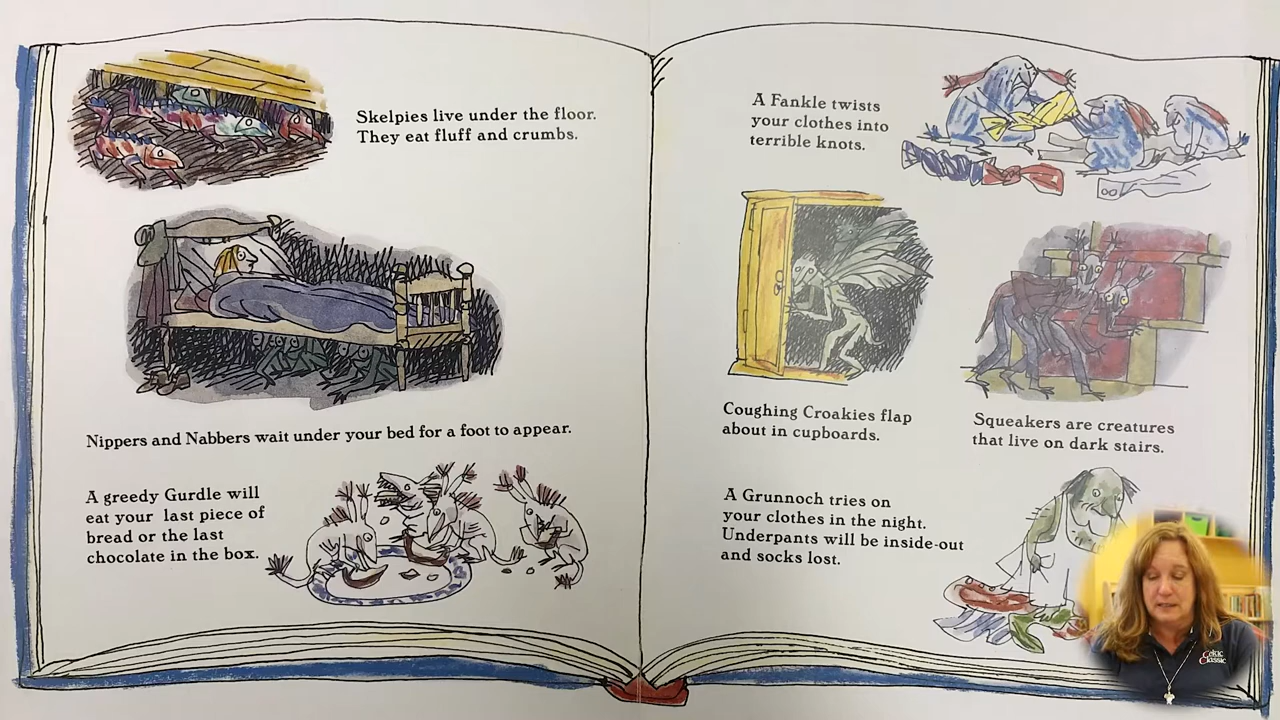 Skelpies live under the floor.
They eat fluff and crumbs.
Nippers and Nabbers wait under your bed for a foot to appear.
A greedy Gurdle will
eat your last piece of
bread or the last
chocolate in the box.
A Fankle twists
your clothes into
terrible knots.
Coughing Croakies flap
about in cupboards.
Squeakers are creatures
that live on dark stairs.
A Grunnoch tries on
your clothes in the night.
Underpants will be inside-out
and socks lost.
Celtic
Classic